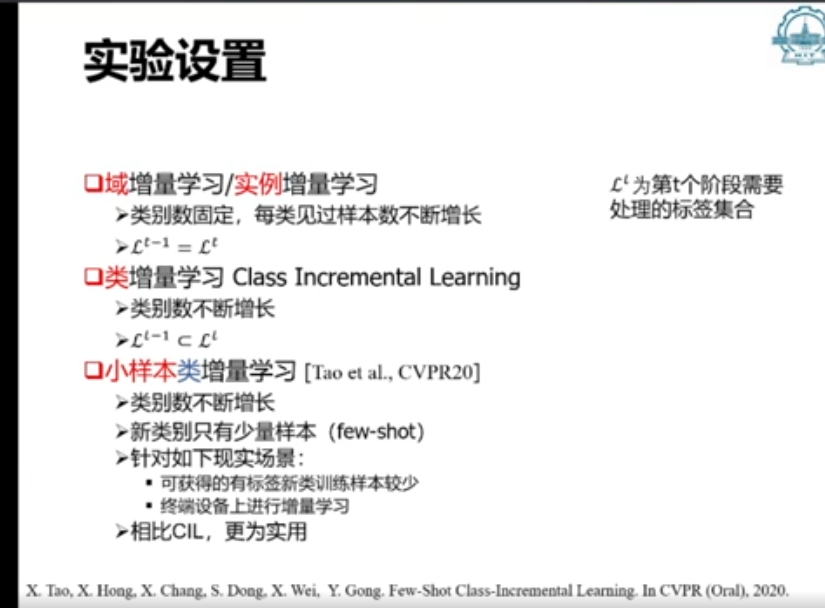 实验设置
❑域增量学习/实例增量学习
➢类别数固定，每类见过样本数不断增长
➢ℒᵗ⁻¹ = ℒᵗ
ℒᵗ为第t个阶段需要
处理的标签集合
❑类增量学习 Class Incremental Learning
➢类别数不断增长
➢ℒᵗ⁻¹ ⊂ ℒᵗ
❑小样本类增量学习 [Tao et al., CVPR20]
➢类别数不断增长
➢新类别只有少量样本（few-shot）
➢针对如下现实场景：
▪ 可获得的有标签新类训练样本较少
▪ 终端设备上进行增量学习
➢相比CIL，更为实用
X. Tao, X. Hong, X. Chang, S. Dong, X. Wei, Y. Gong. Few-Shot Class-Incremental Learning. In CVPR (Oral), 2020.